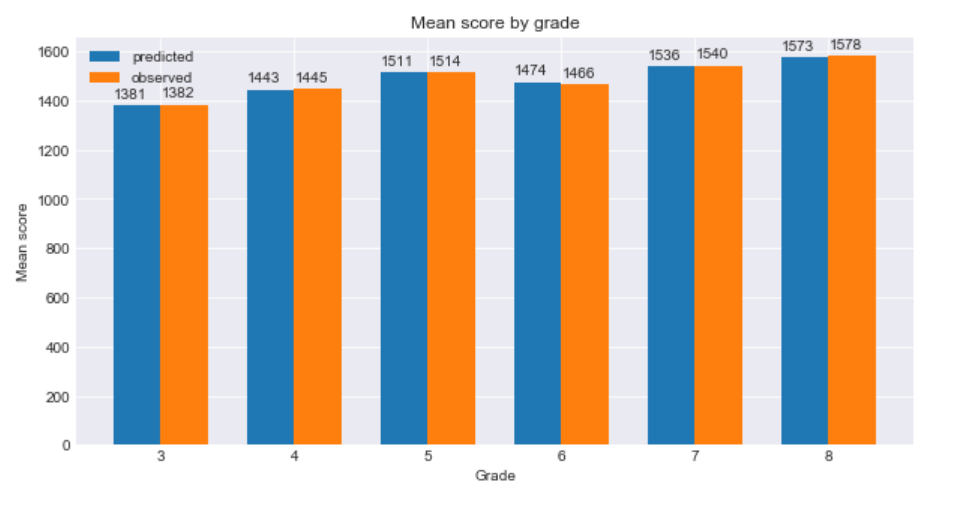 Mean score by grade
predicted
observed
1381 1382
1443 1445
1511 1514
1474 1466
1536 1540
1573 1578
1600
1400
1200
1000
800
600
400
200
0
Mean score
3 4 5 6 7 8
Grade